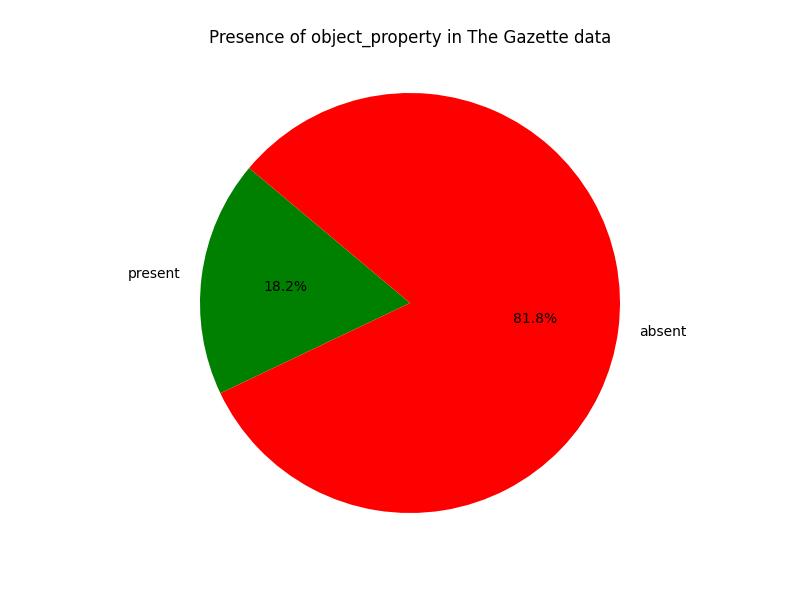 Presence of object_property in The Gazette data
present
18.2%
81.8%
absent